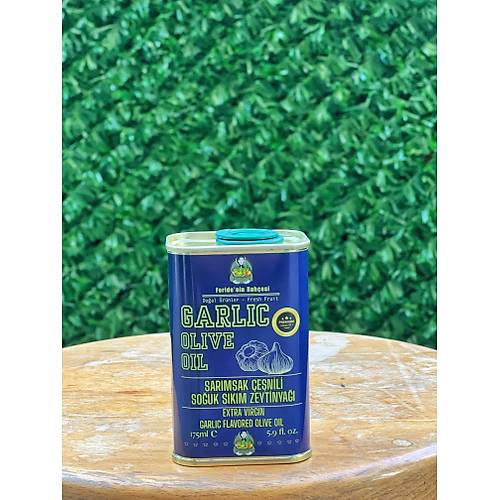 Feride'nin Bahçesi
Doğal Ürünler - Fresh Fruit
GARLIC
OLIVE
OIL
SARIMSAK ÇEŞNİLİ
SOĞUK SIKIM ZEYTİNYAĞI
EXTRA VIRGIN
GARLIC FLAVORED OLIVE OIL
175ml ℮ 5.9 fl. oz.